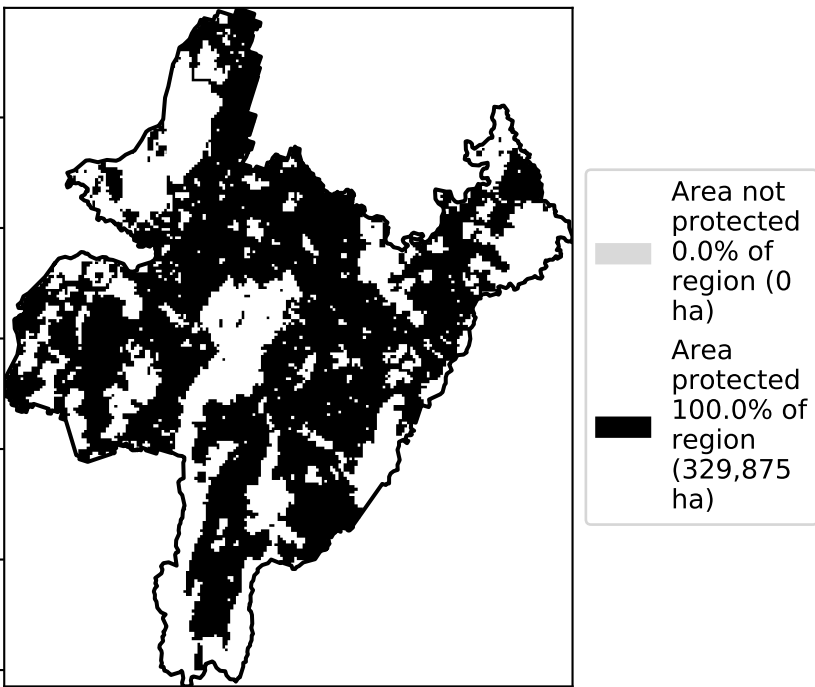 Area not
protected
0.0% of
region (0
ha)
Area
protected
100.0% of
region
(329,875
ha)